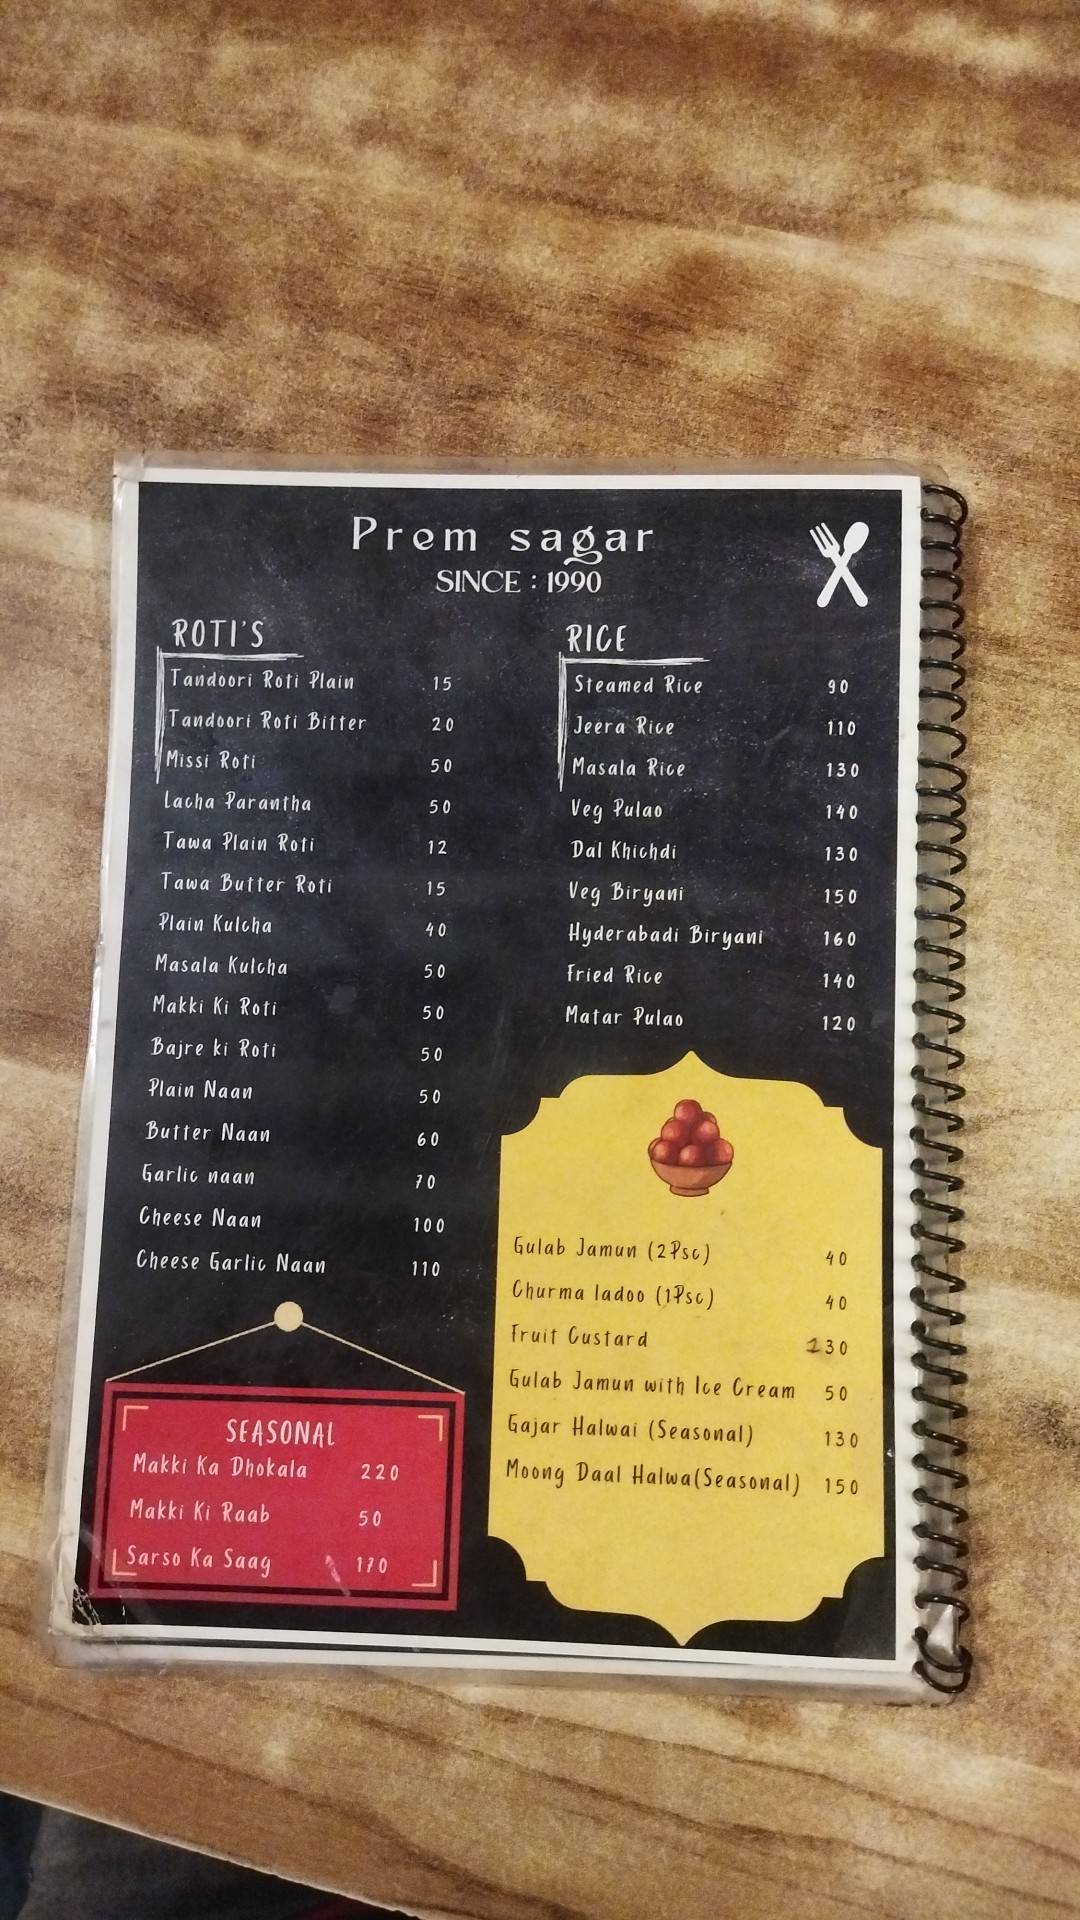 Prem sagar
SINCE : 1990
ROTI'S
Tandoori Roti Plain 15
Tandoori Roti Bitter 20
Missi Roti 50
Lacha Parantha 50
Tawa Plain Roti 12
Tawa Butter Roti 15
Plain Kulcha 40
Masala Kulcha 50
Makki Ki Roti 50
Bajre ki Roti 50
Plain Naan 50
Butter Naan 60
Garlic naan 70
Cheese Naan 100
Cheese Garlic Naan 110
SEASONAL
Makki Ka Dhokala 220
Makki Ki Raab 50
Sarso Ka Saag 170
RICE
Steamed Rice 90
Jeera Rice 110
Masala Rice 130
Veg Pulao 140
Dal Khichdi 130
Veg Biryani 150
Hyderabadi Biryani 160
Fried Rice 140
Matar Pulao 120
Gulab Jamun (2Psc) 40
Churma ladoo (1Psc) 40
Fruit Custard 130
Gulab Jamun with Ice Cream 50
Gajar Halwai (Seasonal) 130
Moong Daal Halwa(Seasonal) 150